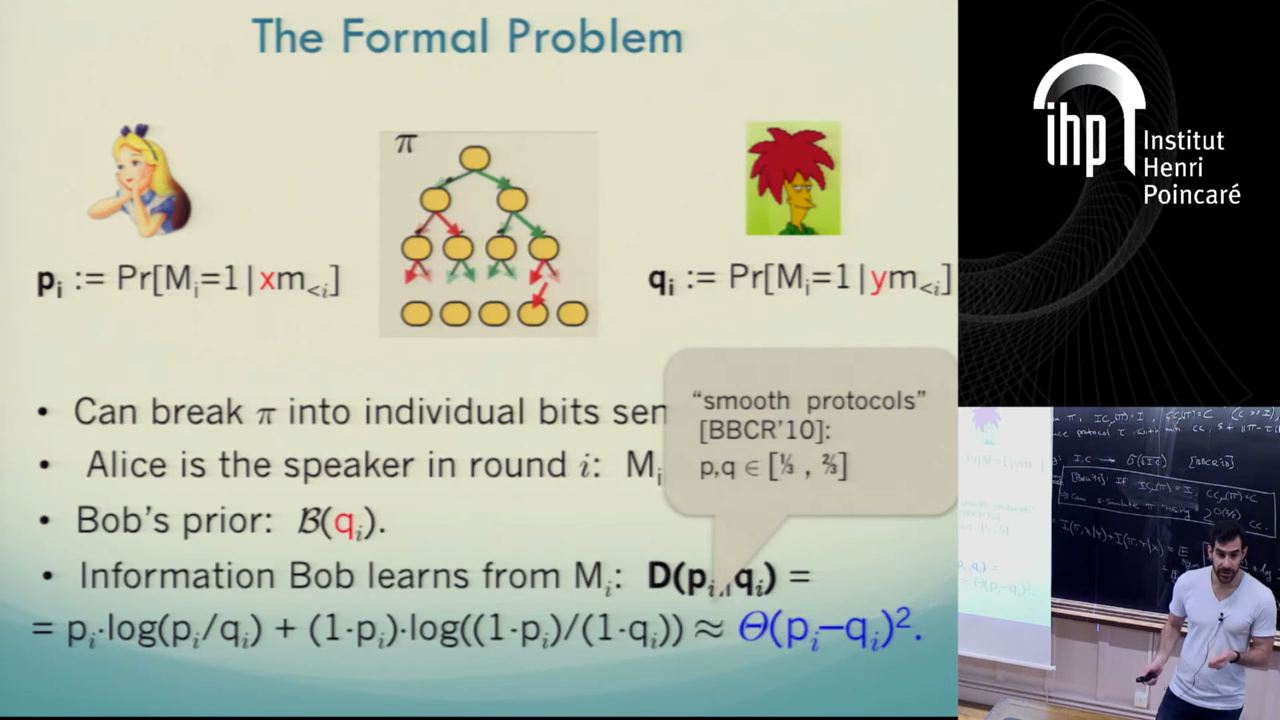 The Formal Problem
π
pᵢ := Pr[Mᵢ=1|xm<ᵢ]
qᵢ := Pr[Mᵢ=1|ym<ᵢ]
• Can break π into individual bits sen
• Alice is the speaker in round i: Mᵢ
"smooth protocols"
[BBCR'10]:
p,q ∈ [⅓ , ⅔]
• Bob's prior: ℬ(qᵢ).
• Information Bob learns from Mᵢ: D(pᵢ,qᵢ) =
= pᵢ·log(pᵢ/qᵢ) + (1-pᵢ)·log((1-pᵢ)/(1-qᵢ)) ≈ Θ(pᵢ–qᵢ)².
ihp
Institut
Henri
Poincaré